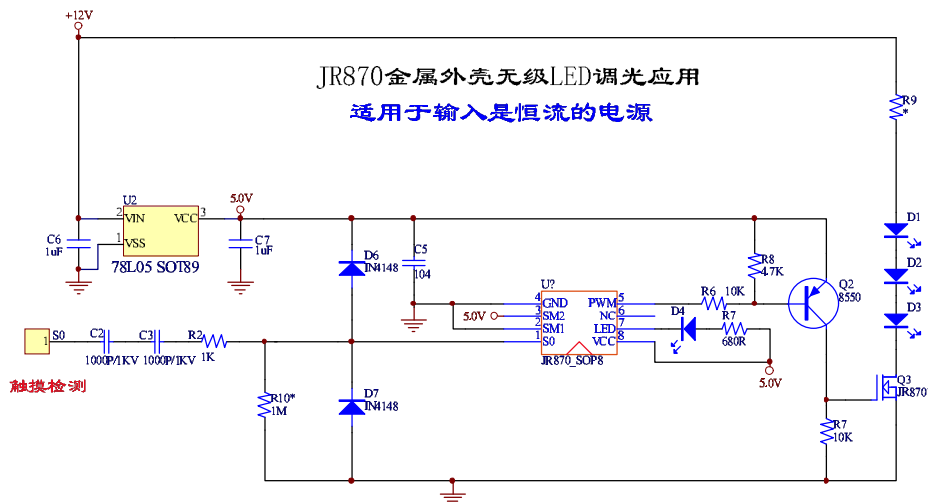 +12V
JR870金属外壳无级LED调光应用
适用于输入是恒流的电源
R9
*
U2
2 VIN VCC 3
1 VSS
78L05 SOT89
5.0V
C6
1uF
C7
1uF
D6
IN4148
C5
104
D1
D2
D3
R8
4.7K
Q2
8550
U?
4 GND PWM 5
3 SM2 NC 6
2 SM1 LED 7
1 S0 VCC 8
JR870_SOP8
5.0V
R6 10K
D4
R7
680R
5.0V
1 S0
C2
1000P/1KV
C3
1000P/1KV
R2
1K
触摸检测
R10*
1M
D7
IN4148
Q3
JR870
R7
10K